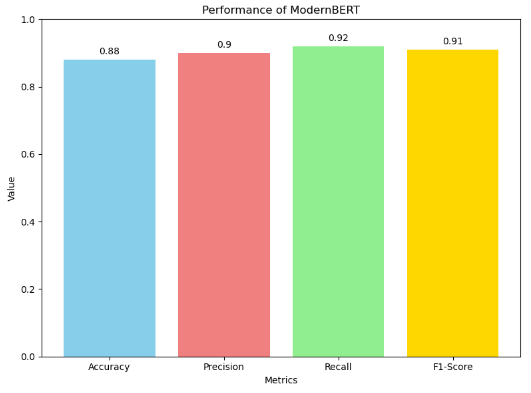 Performance of ModernBERT
1.0
0.8
0.6
0.4
0.2
0.0
Value
0.88
0.9
0.92
0.91
Accuracy
Precision
Recall
F1-Score
Metrics